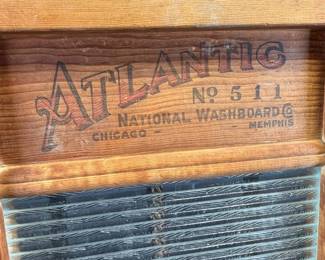 ATLANTIC
No 511
NATIONAL WASHBOARD Co
CHICAGO - MEMPHIS